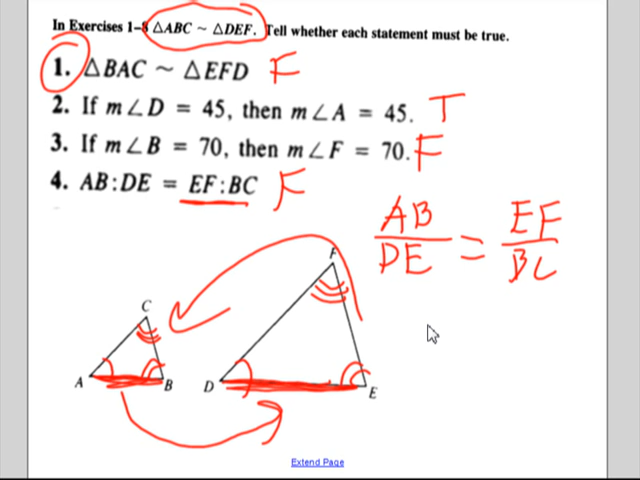 In Exercises 1–8 △ABC ~ △DEF. Tell whether each statement must be true.
1. △BAC ~ △EFD F
2. If m∠D = 45, then m∠A = 45. T
3. If m∠B = 70, then m∠F = 70. F
4. AB:DE = EF:BC F
AB/DE = EF/BC
F
C
A
B
D
E
Extend Page